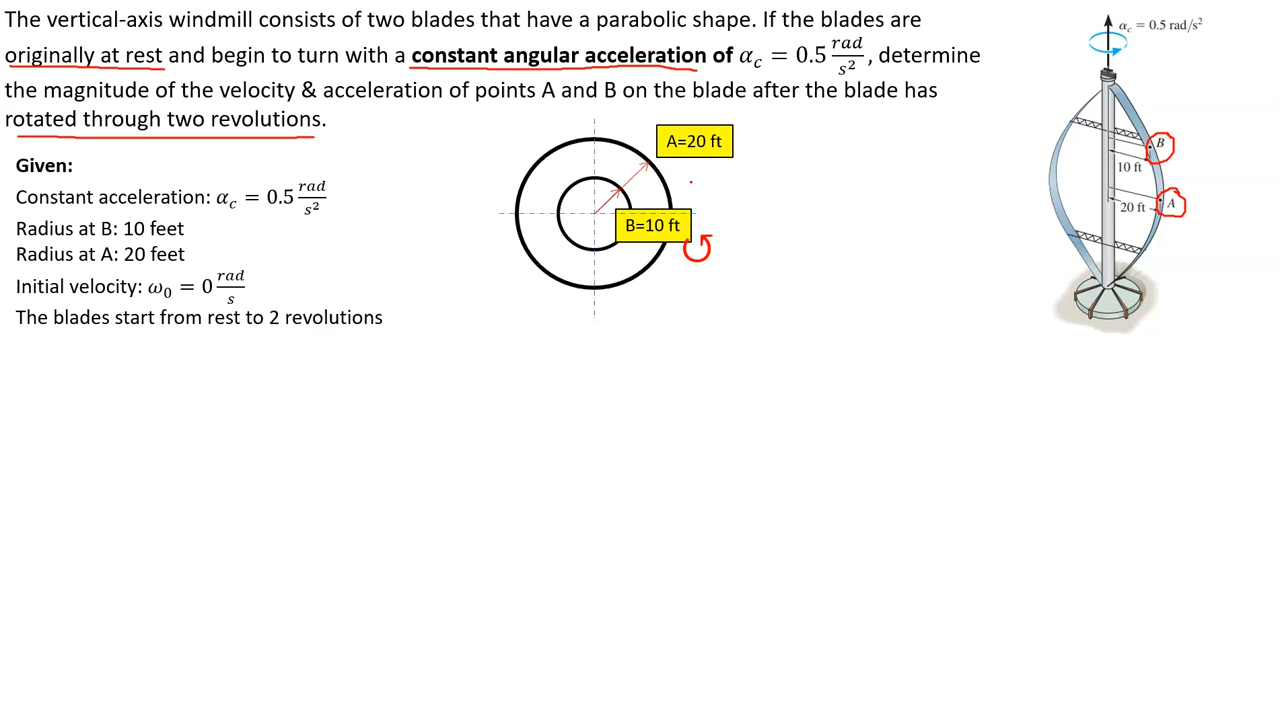 The vertical-axis windmill consists of two blades that have a parabolic shape. If the blades are
originally at rest and begin to turn with a constant angular acceleration of α_c = 0.5 rad/s², determine
the magnitude of the velocity & acceleration of points A and B on the blade after the blade has
rotated through two revolutions.
Given:
Constant acceleration: α_c = 0.5 rad/s²
Radius at B: 10 feet
Radius at A: 20 feet
Initial velocity: ω₀ = 0 rad/s
The blades start from rest to 2 revolutions
A=20 ft
B=10 ft
α_c = 0.5 rad/s²
B
10 ft
20 ft
A